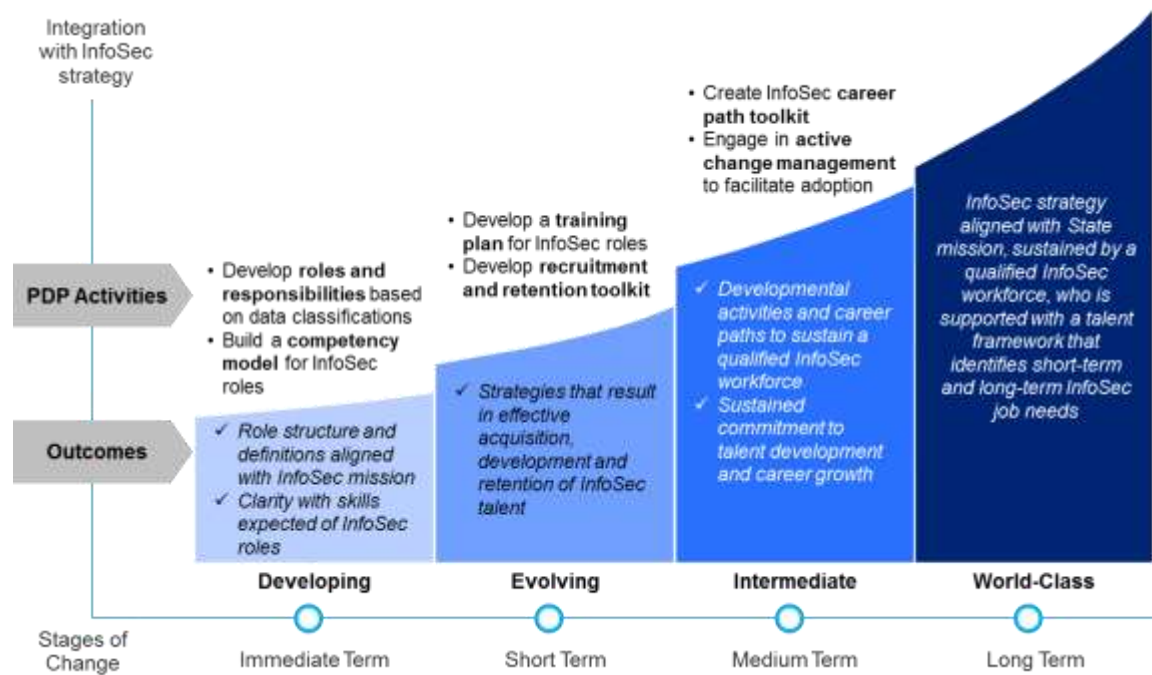 Integration
with InfoSec
strategy
• Create InfoSec career
path toolkit
• Engage in active
change management
to facilitate adoption
• Develop a training
plan for InfoSec roles
• Develop recruitment
and retention toolkit
• Develop roles and
responsibilities based
on data classifications
• Build a competency
model for InfoSec
roles
PDP Activities
Outcomes
✓ Role structure and
definitions aligned
with InfoSec mission
✓ Clarity with skills
expected of InfoSec
roles
✓ Strategies that result
in effective
acquisition,
development and
retention of InfoSec
talent
✓ Developmental
activities and career
paths to sustain a
qualified InfoSec
workforce
✓ Sustained
commitment to
talent development
and career growth
InfoSec strategy
aligned with State
mission, sustained by a
qualified InfoSec
workforce, who is
supported with a talent
framework that
identifies short-term
and long-term InfoSec
job needs
Developing
Evolving
Intermediate
World-Class
Stages of
Change
Immediate Term
Short Term
Medium Term
Long Term